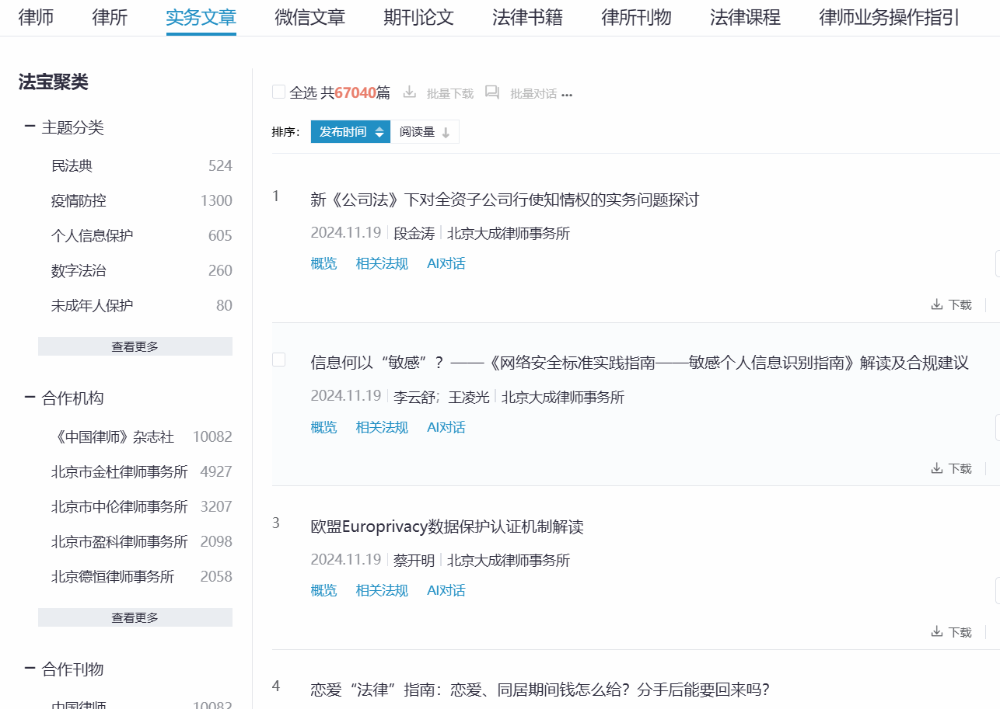 律师 律所 实务文章 微信文章 期刊论文 法律书籍 律所刊物 法律课程 律师业务操作指引
法宝聚类
主题分类
民法典 524
疫情防控 1300
个人信息保护 605
数字法治 260
未成年人保护 80
查看更多
合作机构
《中国律师》杂志社 10082
北京市金杜律师事务所 4927
北京市中伦律师事务所 3207
北京市盈科律师事务所 2098
北京德恒律师事务所 2058
查看更多
合作刊物
中国律师 10082
全选 共67040篇 批量下载 批量对话 ...
排序： 发布时间 阅读量
1 新《公司法》下对全资子公司行使知情权的实务问题探讨
2024.11.19 段金涛 北京大成律师事务所
概览 相关法规 AI对话
下载
信息何以“敏感”？——《网络安全标准实践指南——敏感个人信息识别指南》解读及合规建议
2024.11.19 李云舒; 王凌光 北京大成律师事务所
概览 相关法规 AI对话
下载
3 欧盟Europrivacy数据保护认证机制解读
2024.11.19 蔡开明 北京大成律师事务所
概览 相关法规 AI对话
下载
4 恋爱“法律”指南：恋爱、同居期间钱怎么给？分手后能要回来吗？